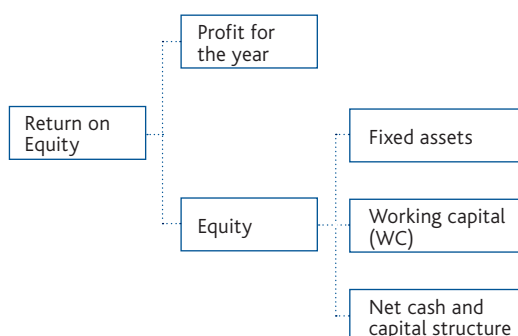 Profit for
the year
Return on
Equity
Fixed assets
Equity
Working capital
(WC)
Net cash and
capital structure